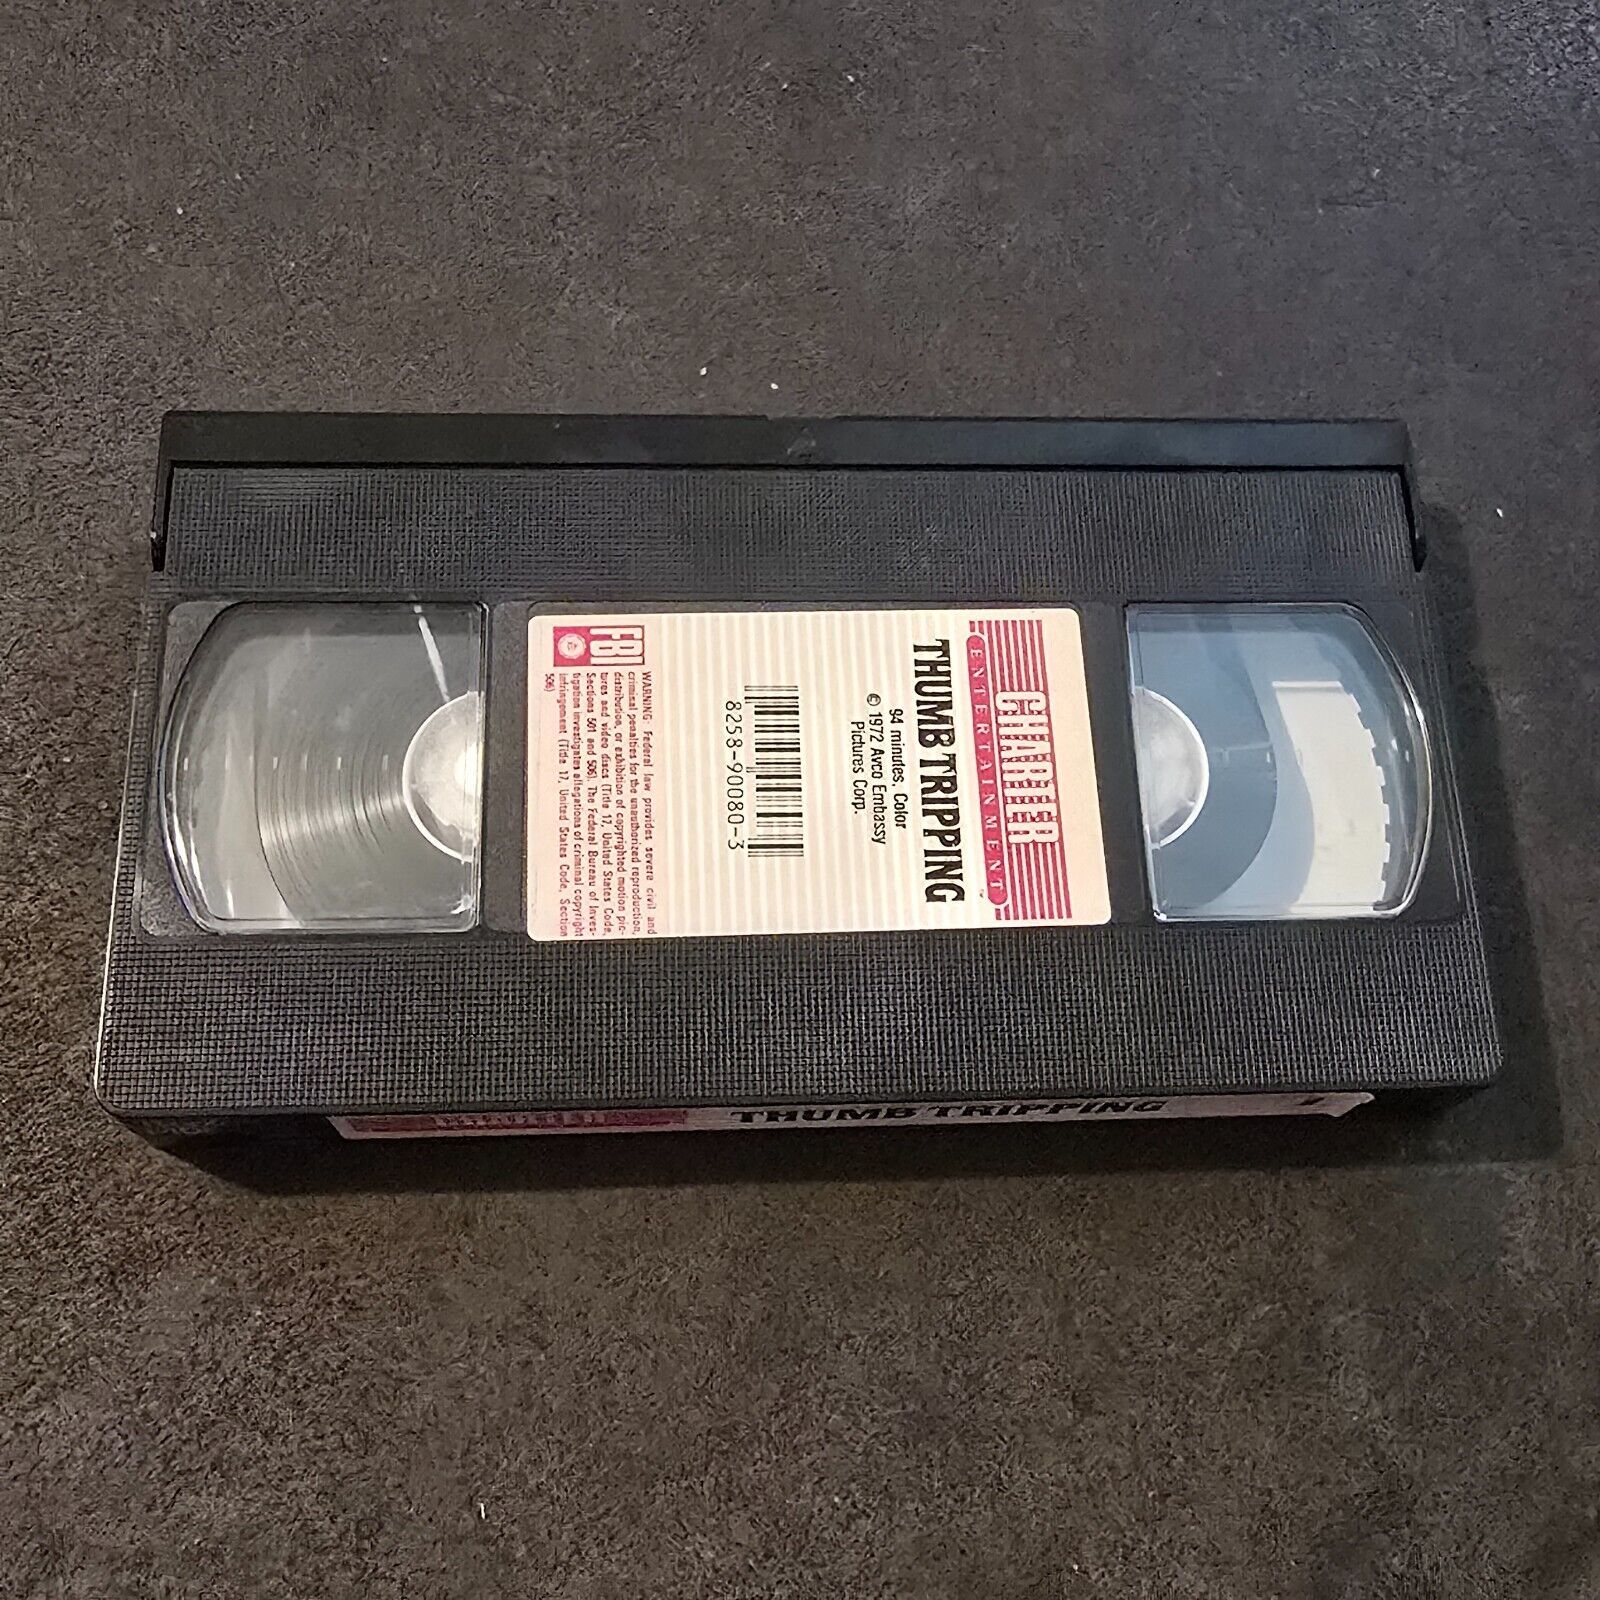 CHARTER
ENTERTAINMENT
THUMB TRIPPING
94 minutes, Color
© 1972 Avco Embassy
Pictures Corp.
8258-90080-3
FBI
WARNING: Federal law provides severe civil and
criminal penalties for the unauthorized reproduction,
distribution, or exhibition of copyrighted motion pic-
tures and video discs (Title 17, United States Code,
Sections 501 and 506). The Federal Bureau of Inves-
tigation investigates allegations of criminal copyright
infringement (Title 17, United States Code, Section
506)
THUMB TRIPPING